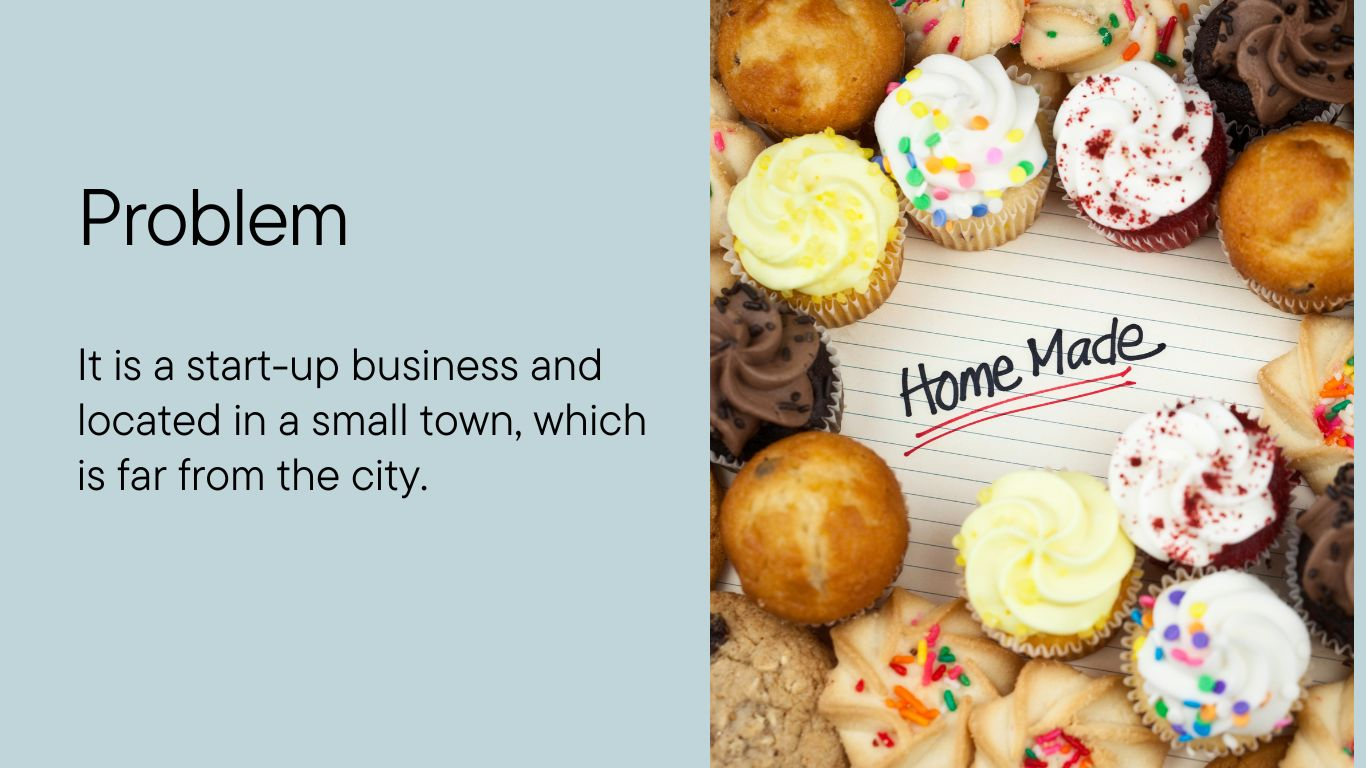 Problem
It is a start-up business and
located in a small town, which
is far from the city.
Home Made